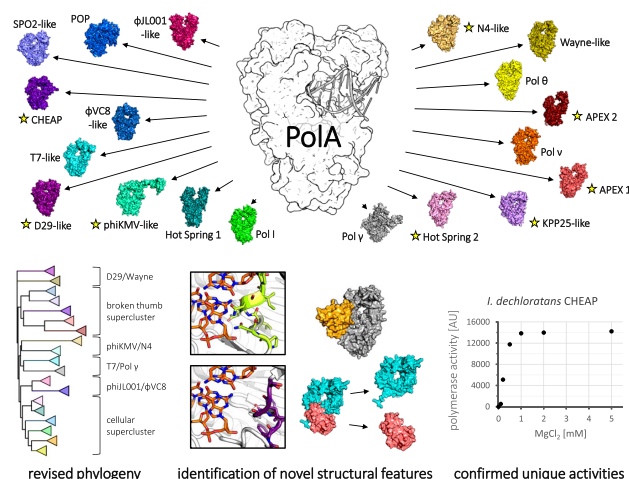 SPO2-like
POP
ϕJL001
-like
N4-like
Wayne-like
CHEAP
ϕVC8
-like
PolA
Pol θ
APEX 2
T7-like
Pol ν
APEX 1
D29-like
phiKMV-like
Hot Spring 1
Pol I
Pol γ
Hot Spring 2
KPP25-like
D29/Wayne
broken thumb
supercluster
phiKMV/N4
T7/Pol γ
phiJL001/ϕVC8
cellular
supercluster
revised phylogeny
identification of novel structural features
I. dechloratans CHEAP
polymerase activity [AU]
16000
12000
8000
4000
0
0 1 2 3 4 5
MgCl₂ [mM]
confirmed unique activities